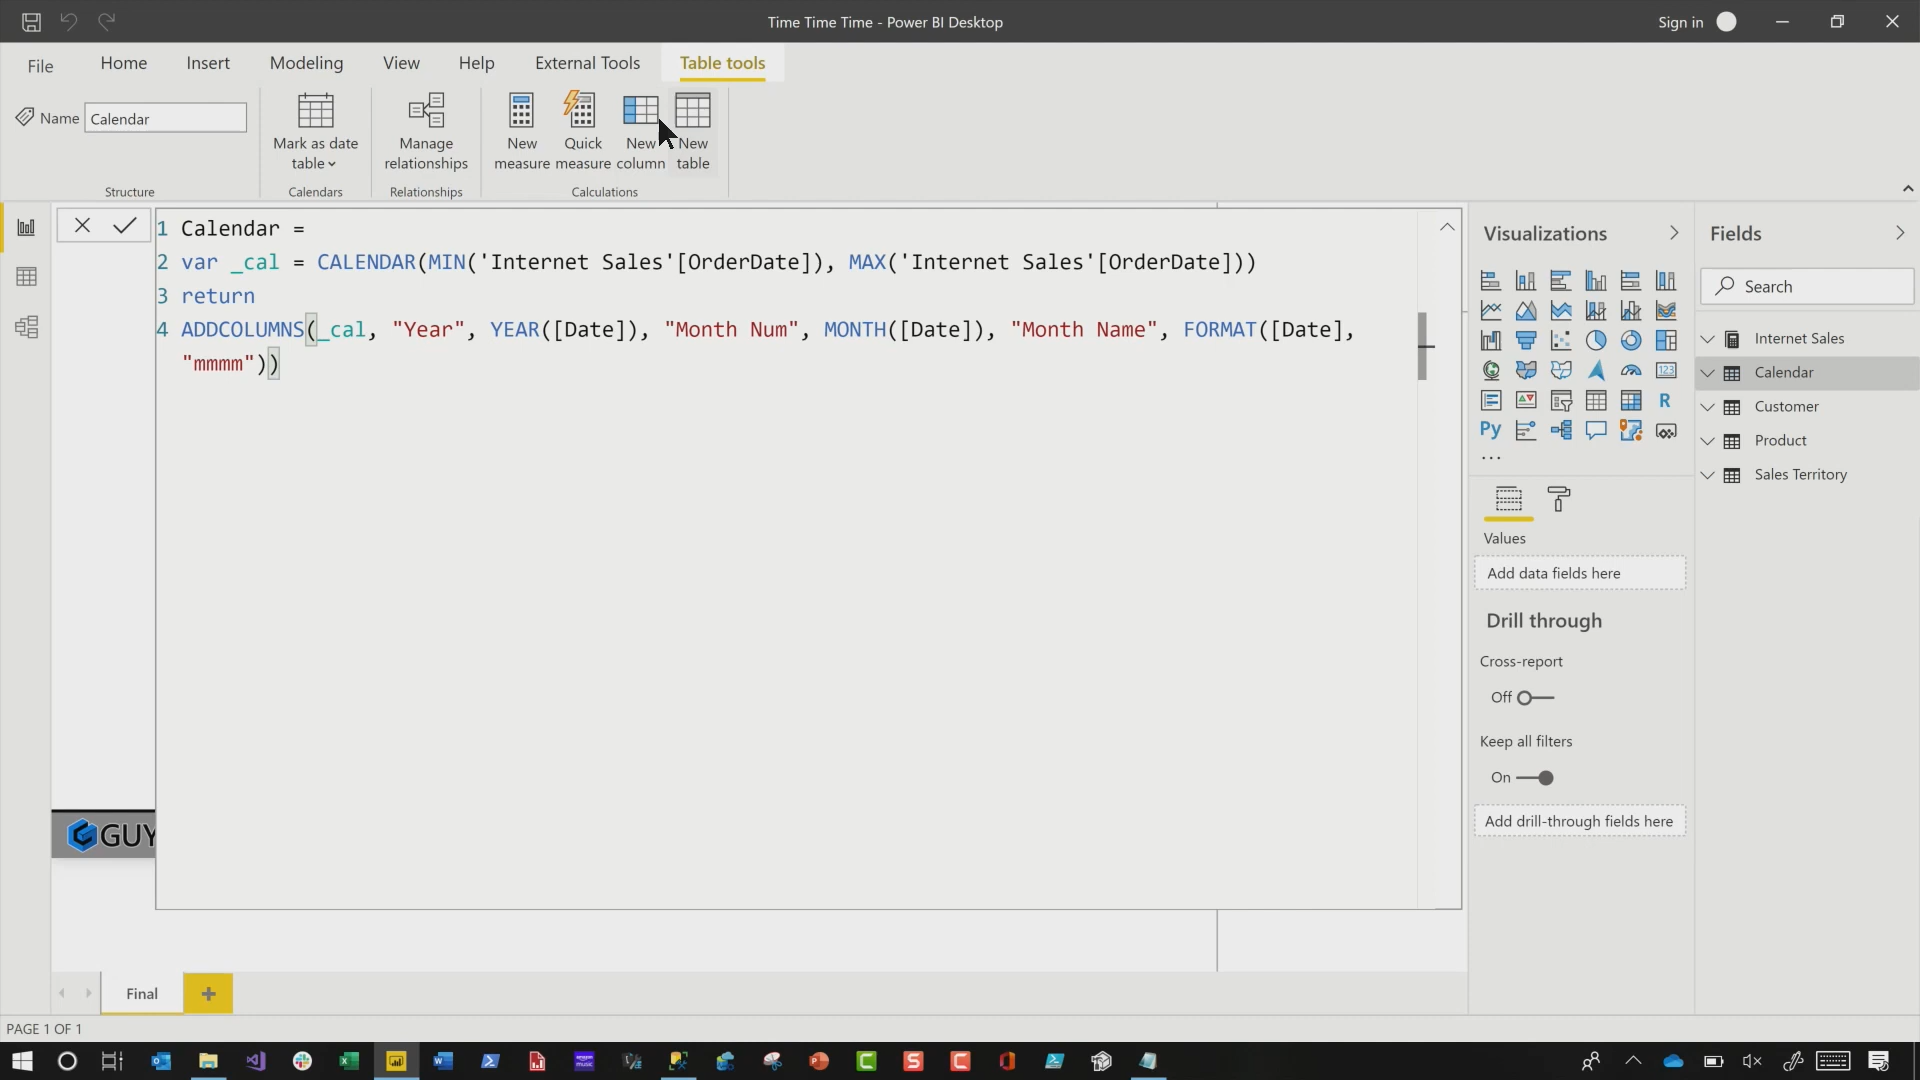 Time Time Time - Power BI Desktop
Sign in
File Home Insert Modeling View Help External Tools Table tools
Name Calendar
Mark as date table
Manage relationships
New measure
Quick measure
New column
New table
Structure Calendars Relationships Calculations
1 Calendar =
2 var _cal = CALENDAR(MIN('Internet Sales'[OrderDate]), MAX('Internet Sales'[OrderDate]))
3 return
4 ADDCOLUMNS(_cal, "Year", YEAR([Date]), "Month Num", MONTH([Date]), "Month Name", FORMAT([Date],
"mmmm"))
GUY
Visualizations
123
R
Py
...
Values
Add data fields here
Drill through
Cross-report
Off
Keep all filters
On
Add drill-through fields here
Fields
Search
Internet Sales
Calendar
Customer
Product
Sales Territory
Final
PAGE 1 OF 1